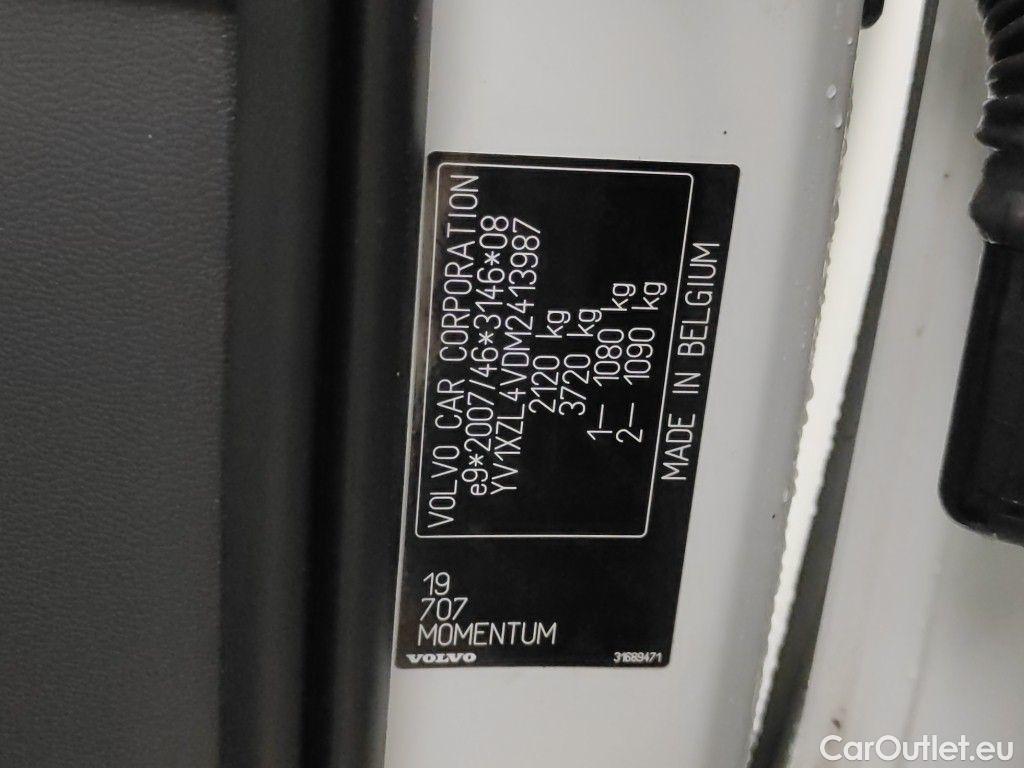 VOLVO CAR CORPORATION
e9*2007/46*3146*08
YV1XZL4VDM2413987
2120 kg
3720 kg
1— 1080 kg
2— 1090 kg
MADE IN BELGIUM
19
707
MOMENTUM
VOLVO
31689471
CarOutlet.eu